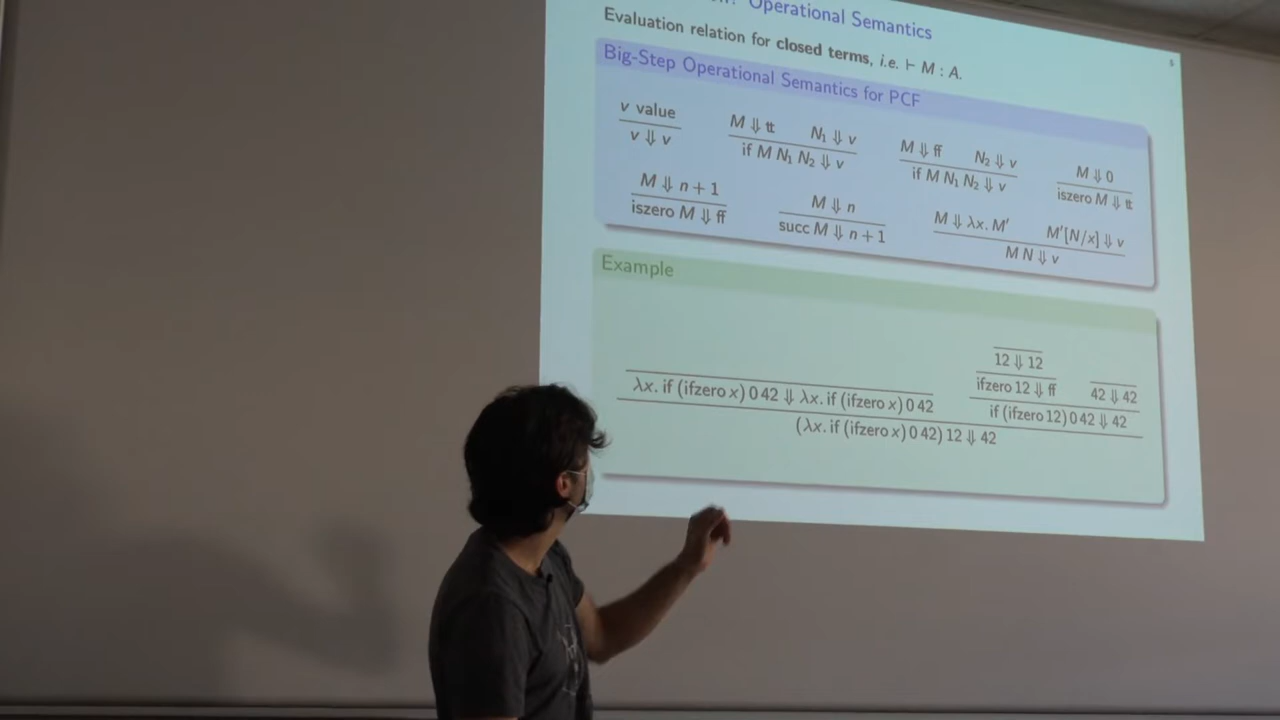 Operational Semantics
5
Evaluation relation for closed terms, i.e. ⊢ M : A.
Big-Step Operational Semantics for PCF
v value
v ⇓ v
M ⇓ tt N₁ ⇓ v
if M N₁ N₂ ⇓ v
M ⇓ ff N₂ ⇓ v
if M N₁ N₂ ⇓ v
M ⇓ 0
iszero M ⇓ tt
M ⇓ n + 1
iszero M ⇓ ff
M ⇓ n
succ M ⇓ n + 1
M ⇓ λx. M′ M′[N/x] ⇓ v
M N ⇓ v
Example
12 ⇓ 12
ifzero 12 ⇓ ff 42 ⇓ 42
λx. if (ifzero x) 0 42 ⇓ λx. if (ifzero x) 0 42 if (ifzero 12) 0 42 ⇓ 42
(λx. if (ifzero x) 0 42) 12 ⇓ 42